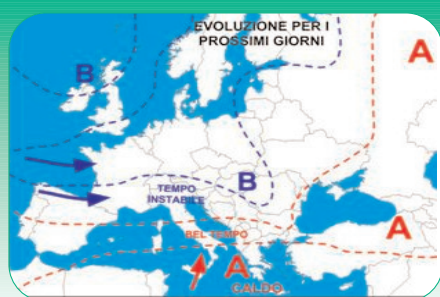 EVOLUZIONE PER I
PROSSIMI GIORNI
A
B
TEMPO
INSTABILE
B
BEL TEMPO
A
A
CALDO